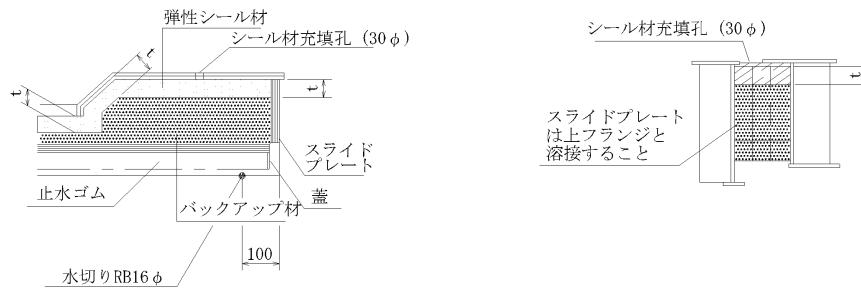 弾性シール材
シール材充填孔（30φ）
t
t
t
スライド
プレート
止水ゴム
バックアップ材
蓋
100
水切りRB16φ
シール材充填孔（30φ）
t
スライドプレート
は上フランジと
溶接すること